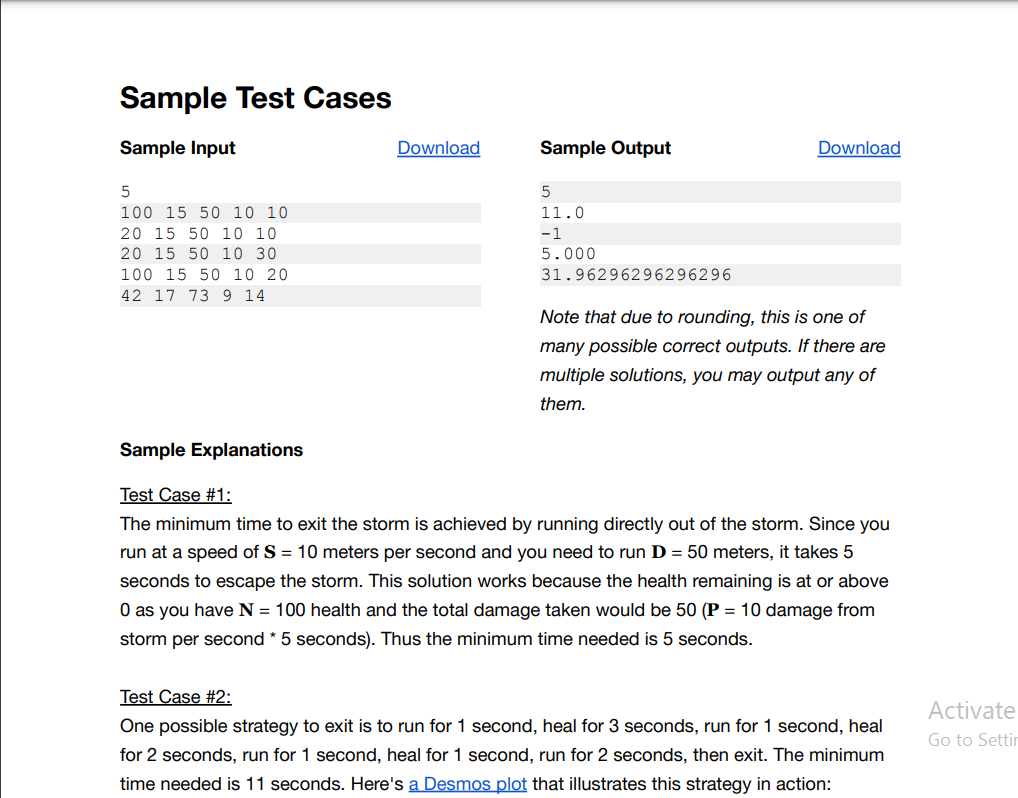 Sample Test Cases
Sample Input Download
5
100 15 50 10 10
20 15 50 10 10
20 15 50 10 30
100 15 50 10 20
42 17 73 9 14
Sample Output Download
5
11.0
-1
5.000
31.96296296296296
Note that due to rounding, this is one of
many possible correct outputs. If there are
multiple solutions, you may output any of
them.
Sample Explanations
Test Case #1:
The minimum time to exit the storm is achieved by running directly out of the storm. Since you
run at a speed of S = 10 meters per second and you need to run D = 50 meters, it takes 5
seconds to escape the storm. This solution works because the health remaining is at or above
0 as you have N = 100 health and the total damage taken would be 50 (P = 10 damage from
storm per second * 5 seconds). Thus the minimum time needed is 5 seconds.
Test Case #2:
One possible strategy to exit is to run for 1 second, heal for 3 seconds, run for 1 second, heal
for 2 seconds, run for 1 second, heal for 1 second, run for 2 seconds, then exit. The minimum
time needed is 11 seconds. Here's a Desmos plot that illustrates this strategy in action:
Activate
Go to Settin